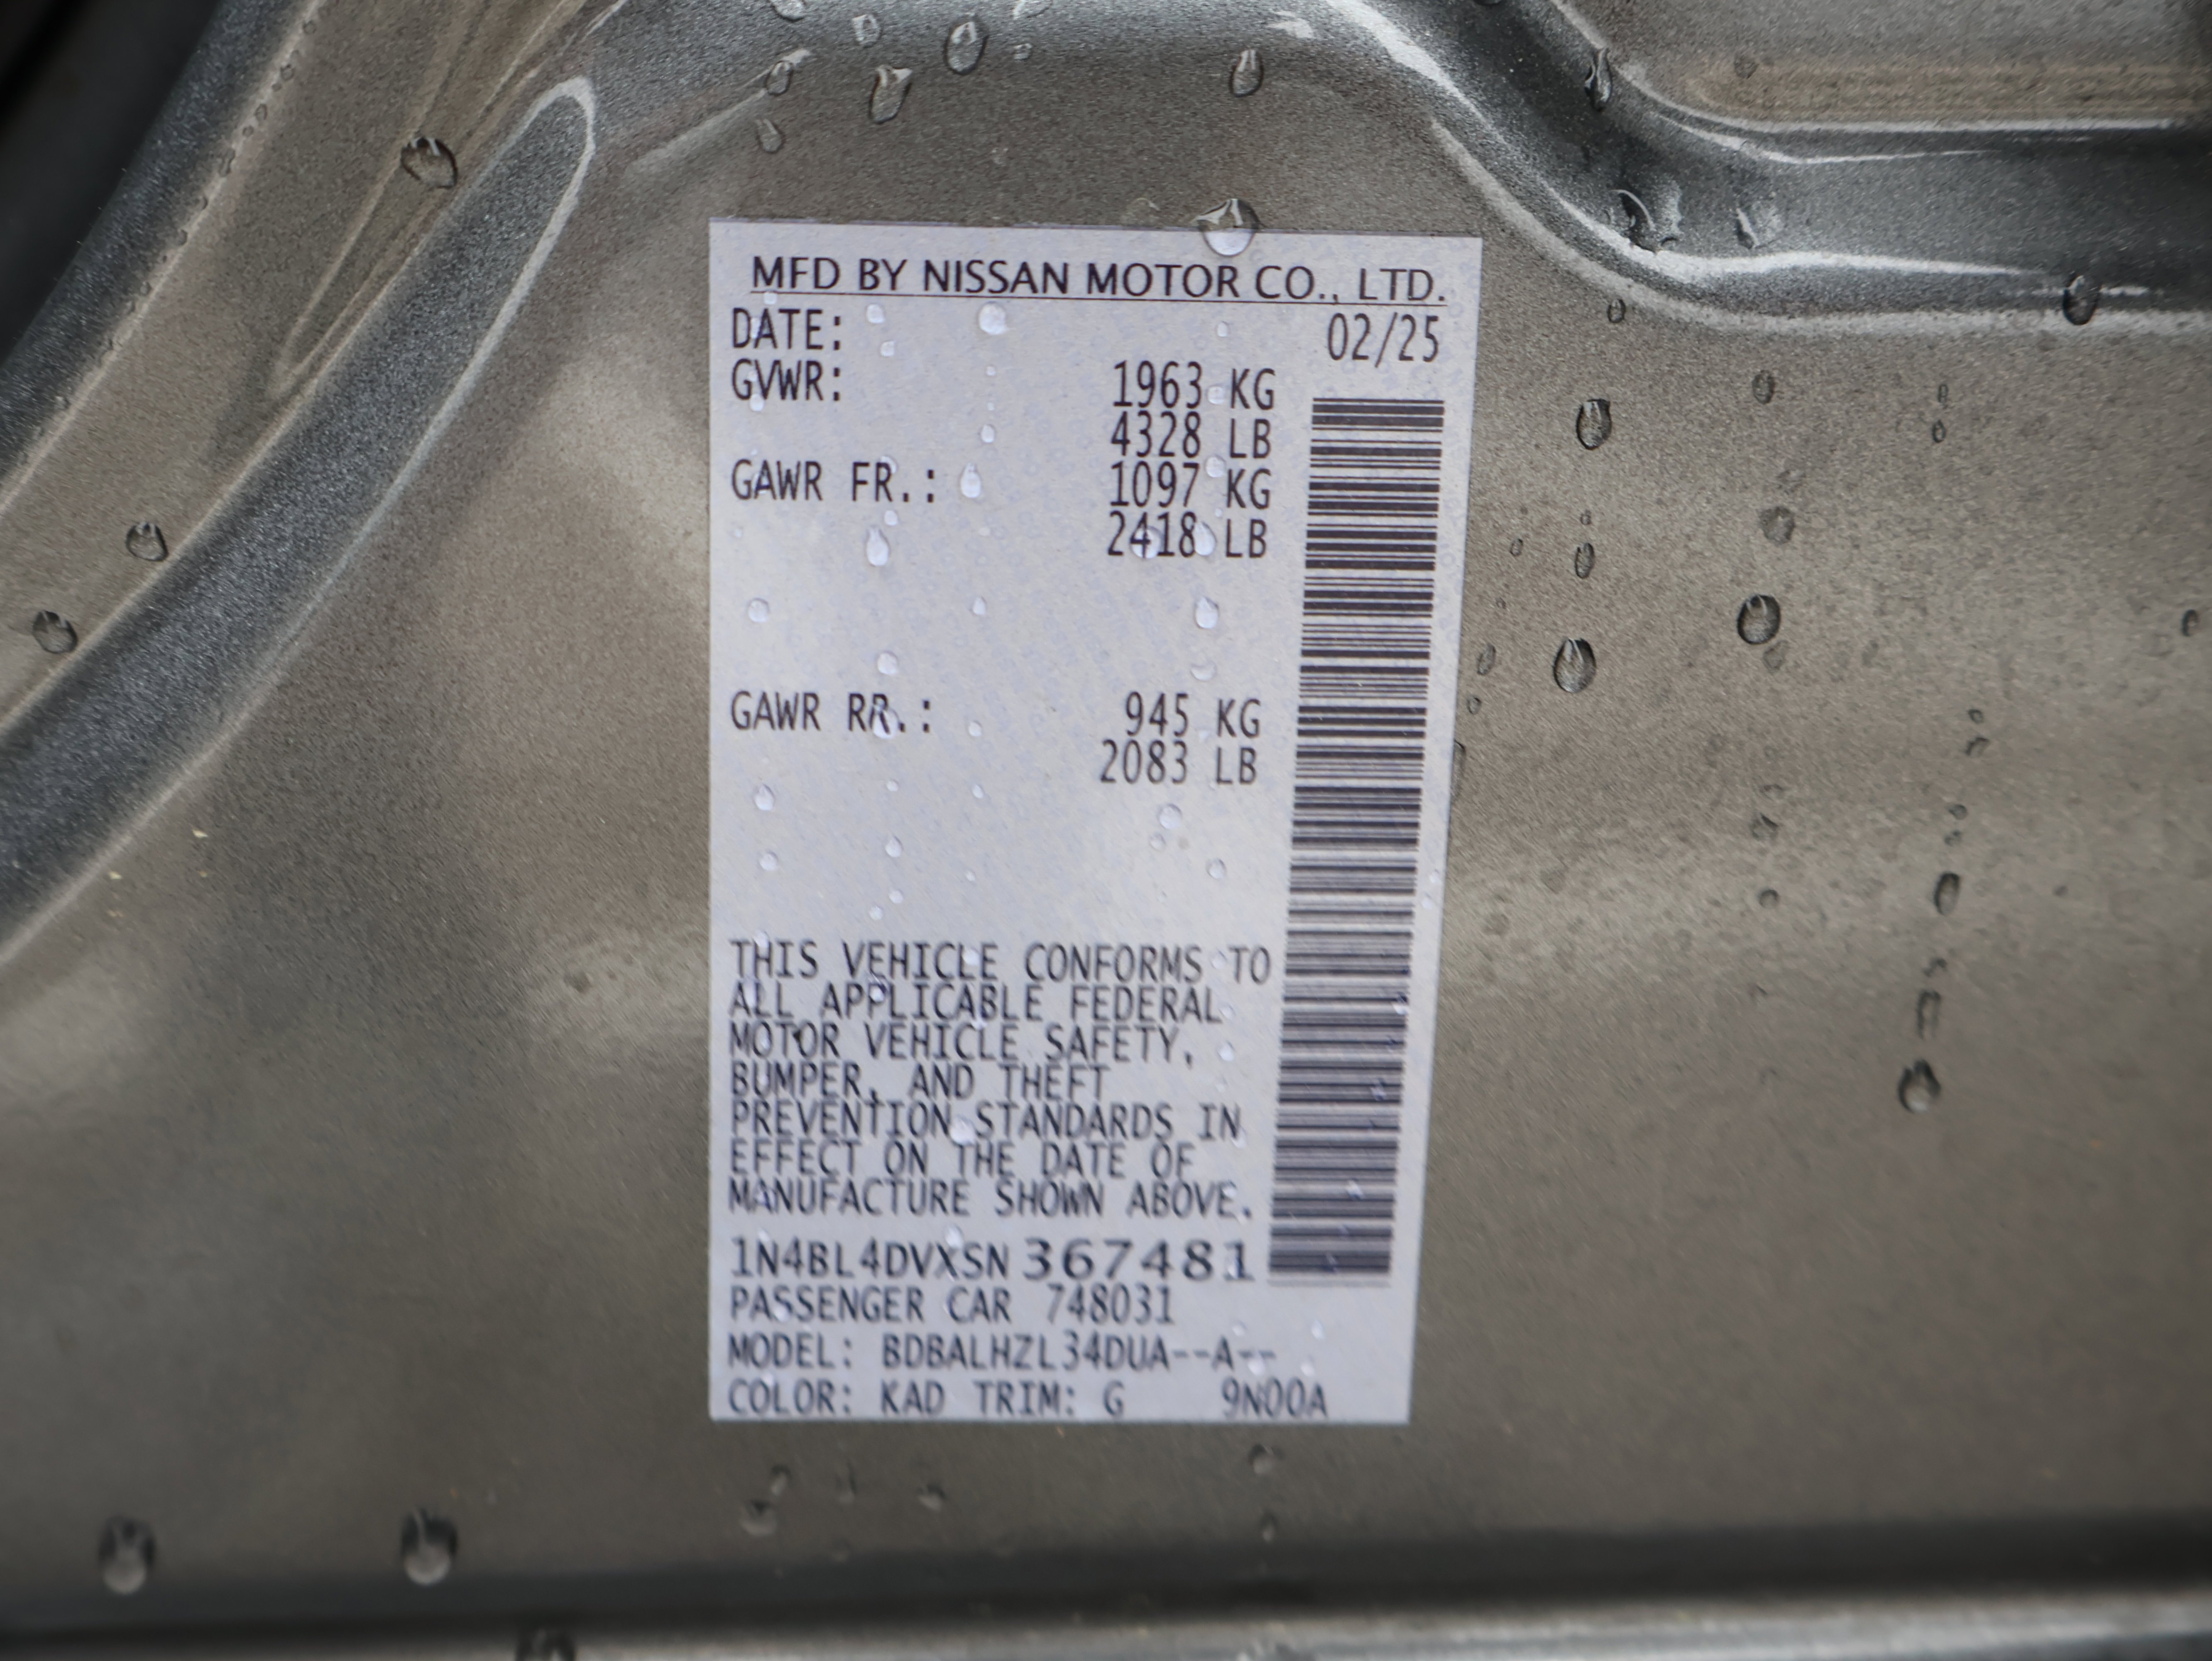 MFD BY NISSAN MOTOR CO., LTD.
DATE: 02/25
GVWR: 1963 KG
4328 LB
GAWR FR.: 1097 KG
2418 LB
GAWR RR.: 945 KG
2083 LB
THIS VEHICLE CONFORMS TO
ALL APPLICABLE FEDERAL
MOTOR VEHICLE SAFETY,
BUMPER, AND THEFT
PREVENTION STANDARDS IN
EFFECT ON THE DATE OF
MANUFACTURE SHOWN ABOVE.
1N4BL4DVXSN367481
PASSENGER CAR 748031
MODEL: BDBALHZL34DUA--A--
COLOR: KAD TRIM: G 9N00A